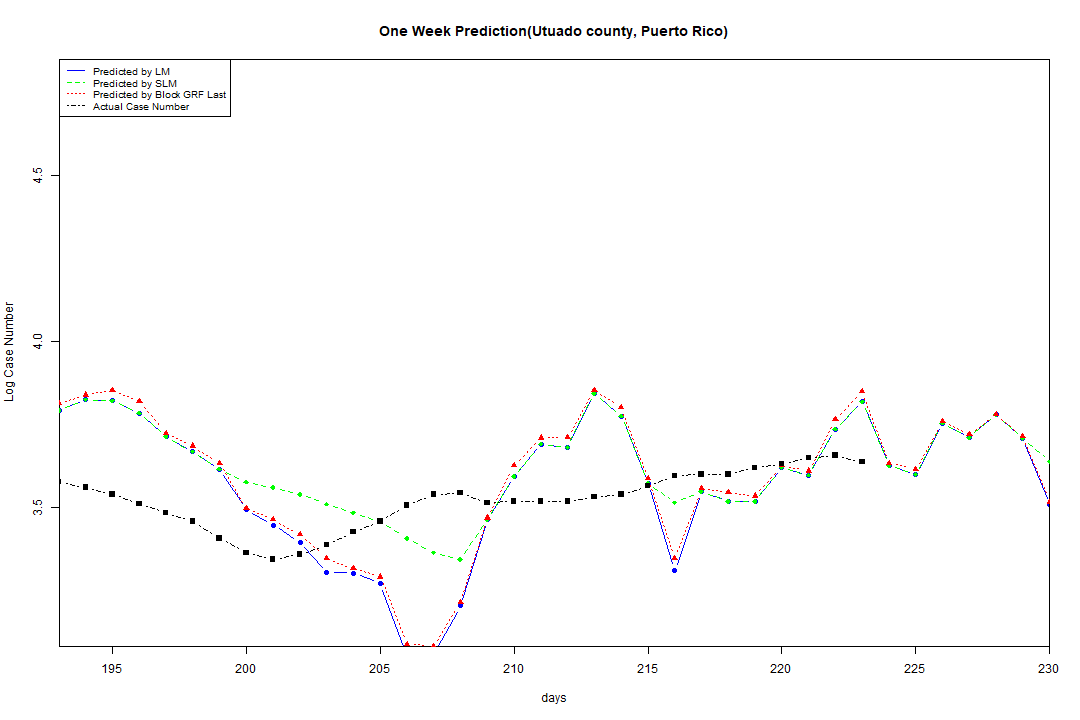 One Week Prediction(Utuado county, Puerto Rico)
Predicted by LM
Predicted by SLM
Predicted by Block GRF Last
Actual Case Number
Log Case Number
4.5
4.0
3.5
195 200 205 210 215 220 225 230
days